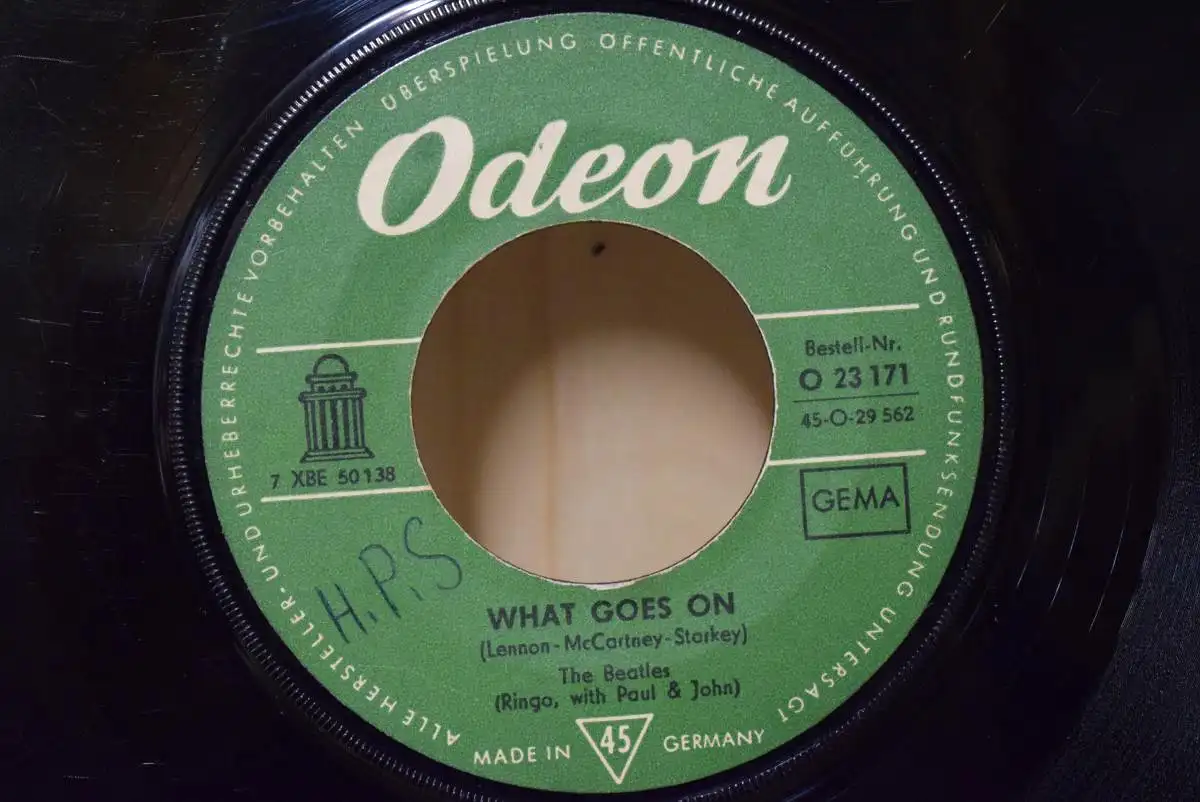 ALLE HERSTELLER- UND URHEBERRECHTE VORBEHALTEN ÜBERSPIELUNG ÖFFENTLICHE AUFFÜHRUNG UND RUNDFUNKSENDUNG UNTERSAGT
Odeon
Bestell-Nr.
O 23 171
45-O-29 562
7 XBE 50138
GEMA
H.P.S
WHAT GOES ON
(Lennon-McCartney-Starkey)
The Beatles
(Ringo, with Paul & John)
MADE IN 45 GERMANY